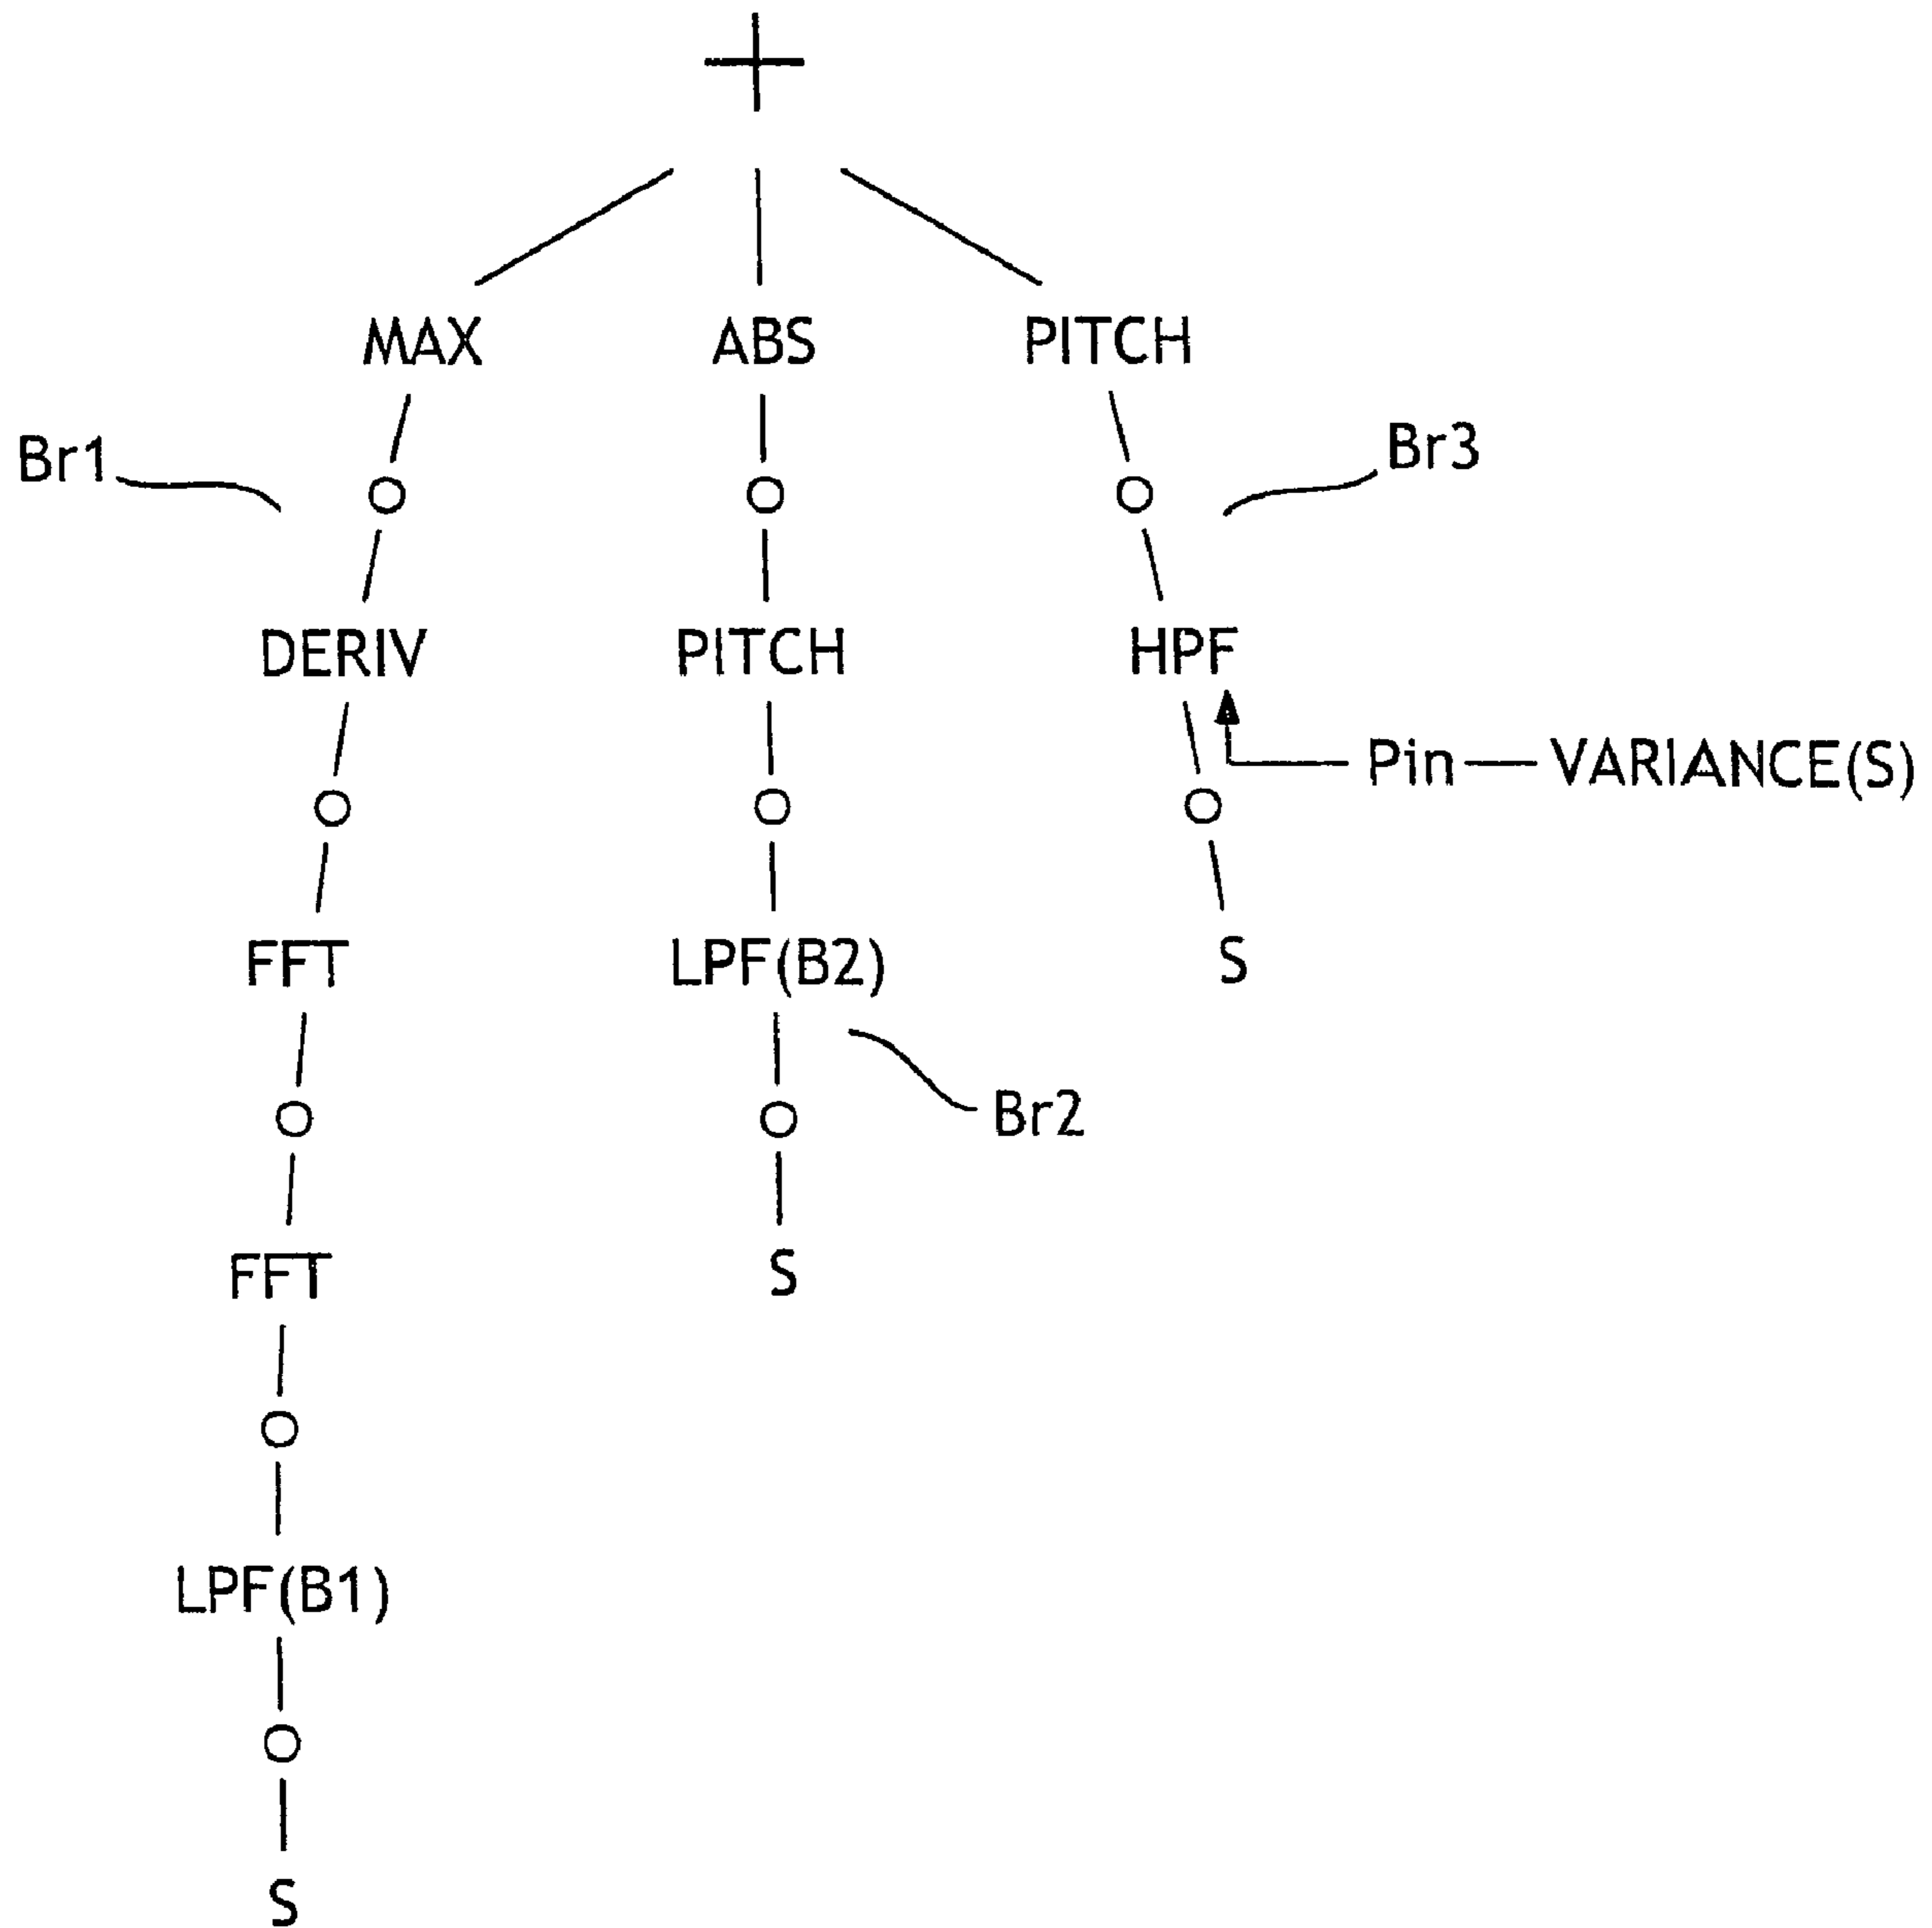 +
MAX ABS PITCH
Br1 Br3
O O O
DERIV PITCH HPF
Pin VARIANCE(S)
O O O
FFT LPF(B2) S
O O Br2
FFT S
O
LPF(B1)
O
S